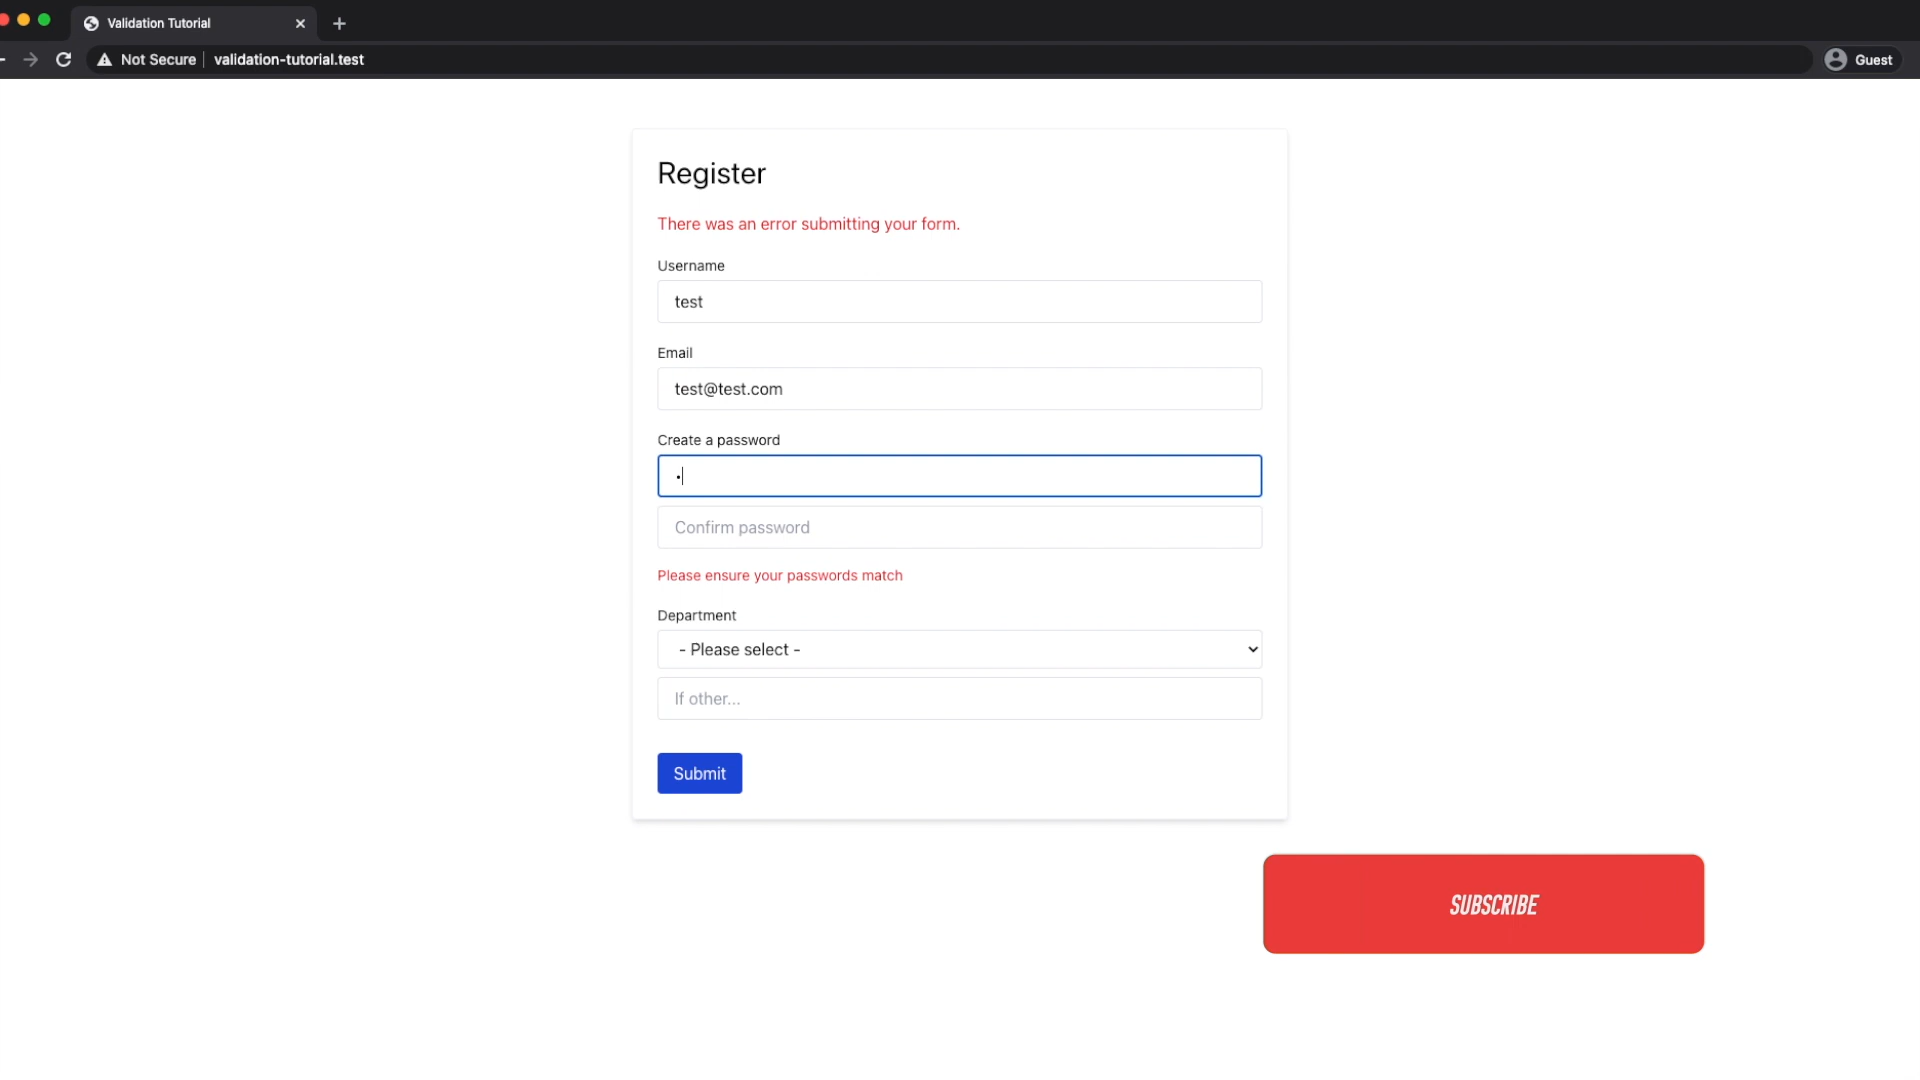 Validation Tutorial
Not Secure validation-tutorial.test Guest
Register
There was an error submitting your form.
Username
test
Email
test@test.com
Create a password
Confirm password
Please ensure your passwords match
Department
- Please select -
If other...
Submit
SUBSCRIBE